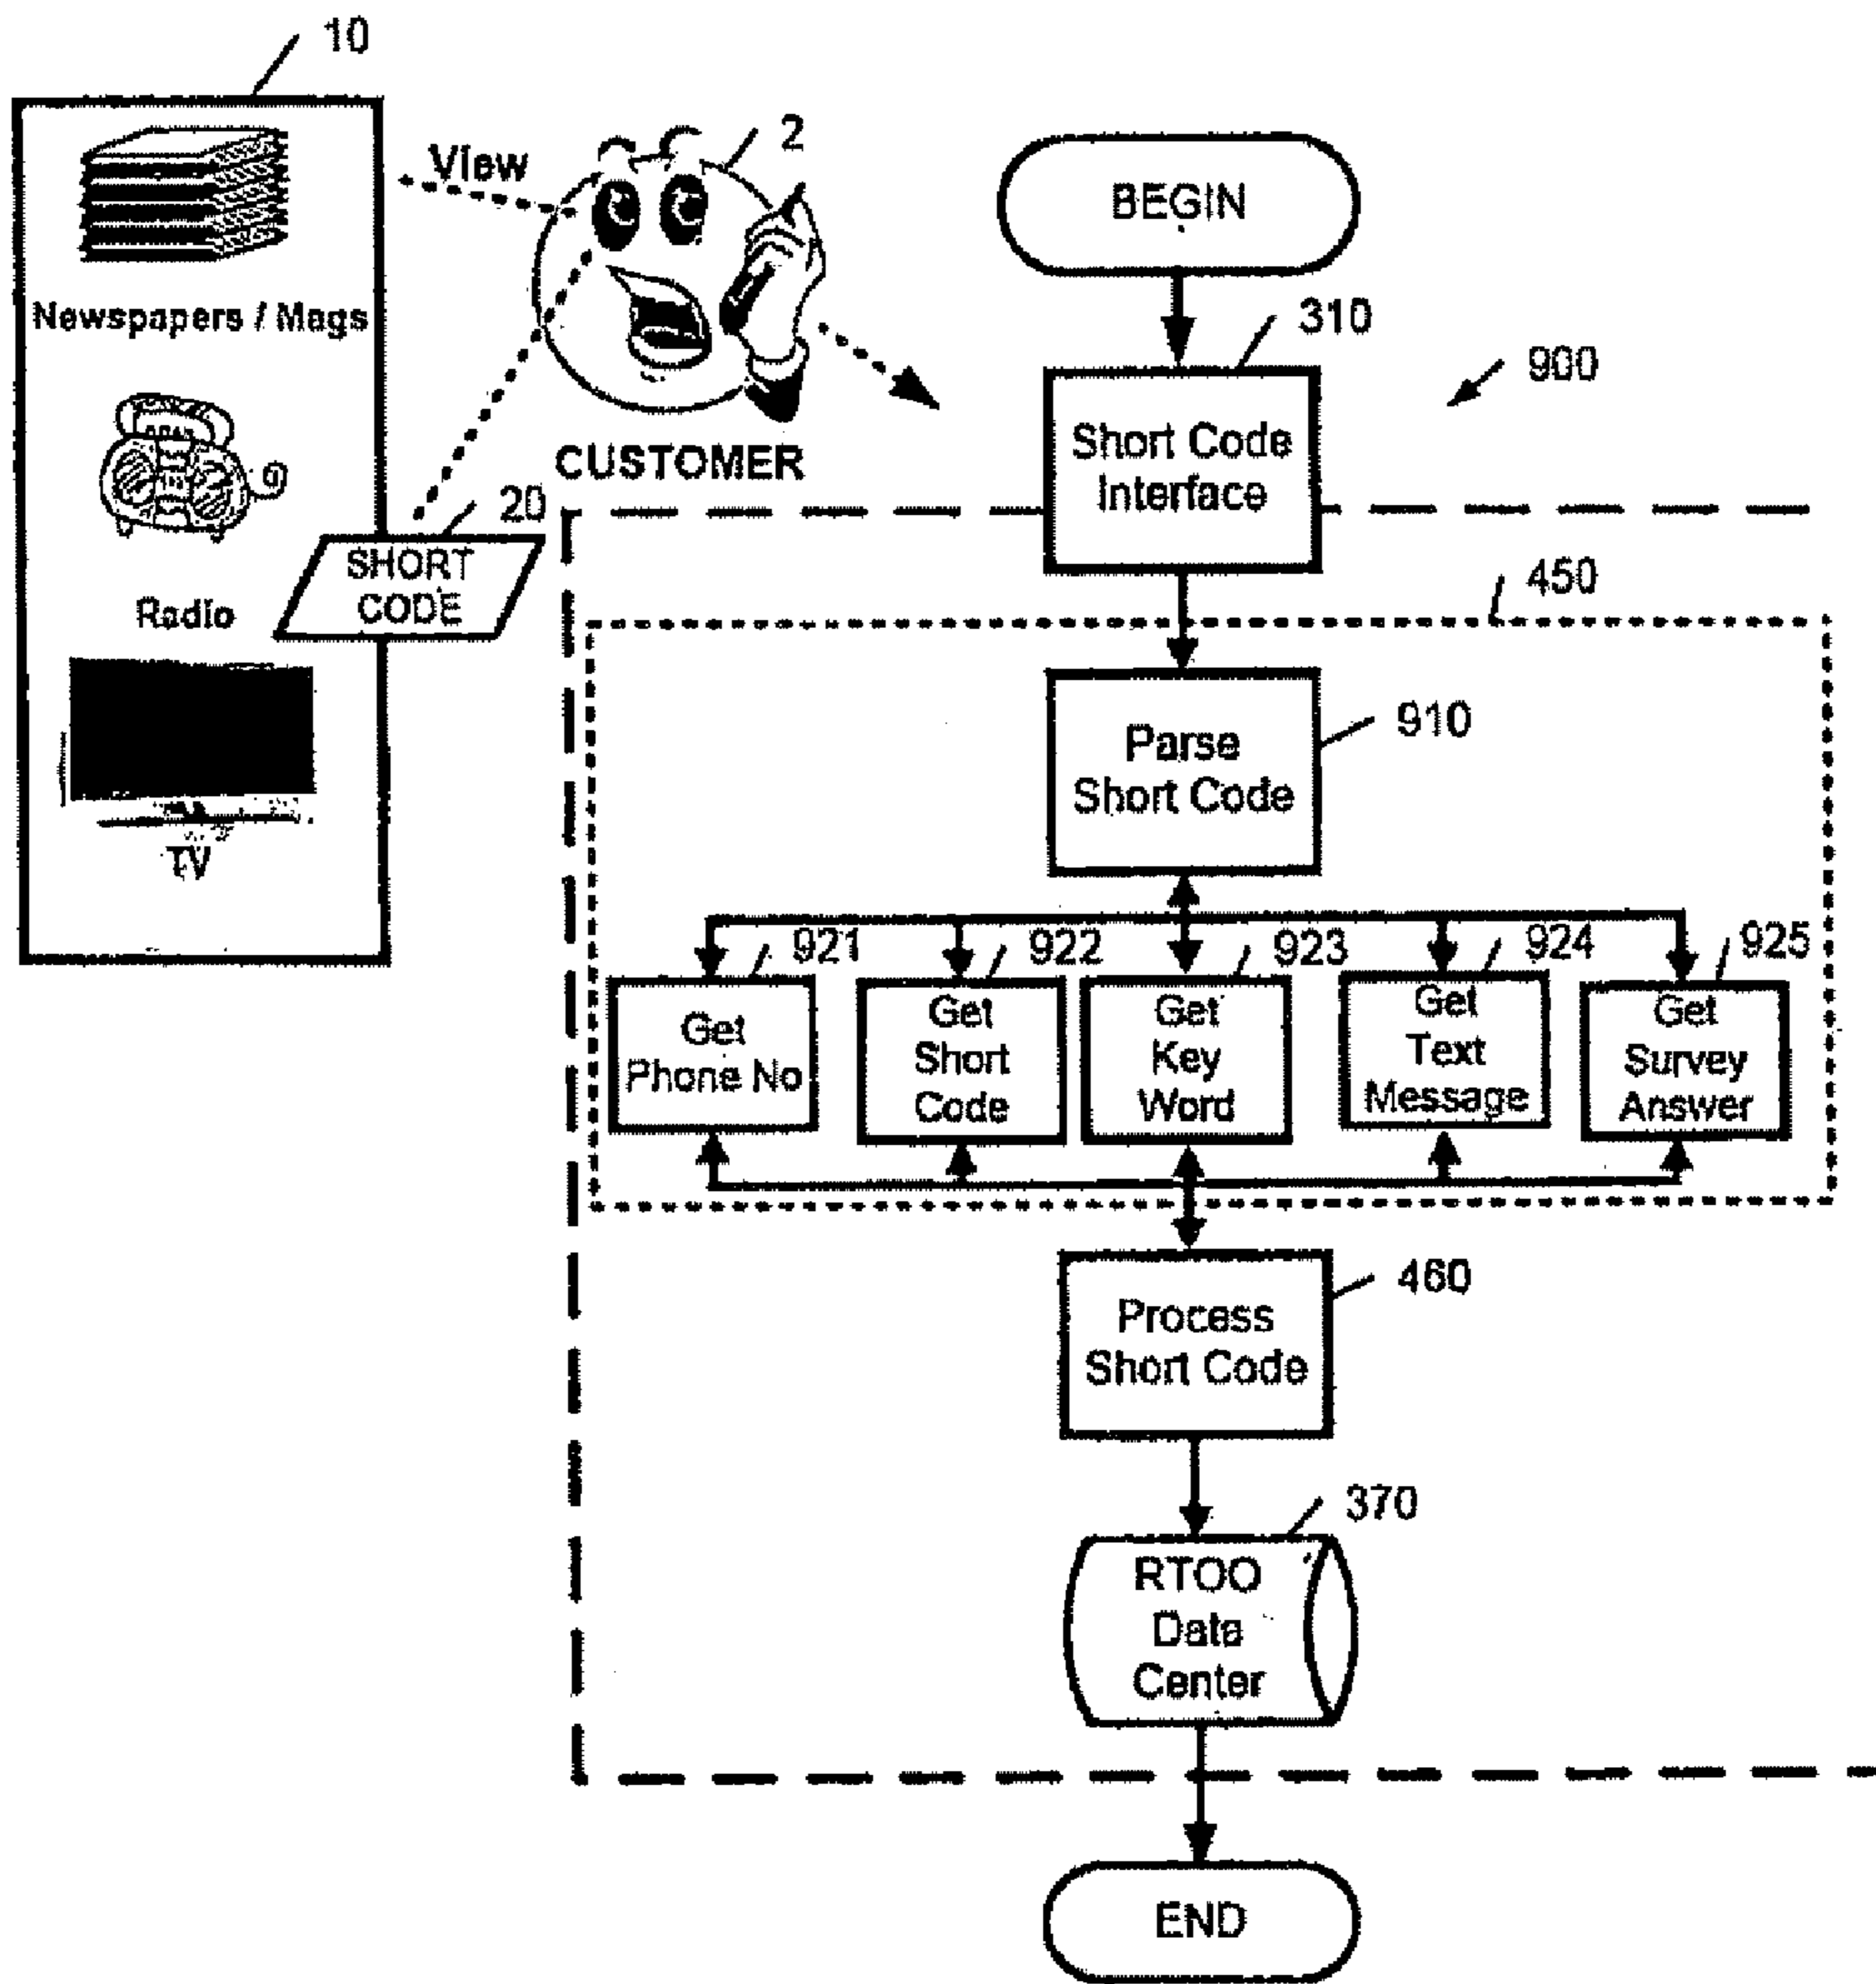 10
Newspapers / Mags
Radio
TV
20
SHORT
CODE
View
2
CUSTOMER
BEGIN
310
Short Code
Interface
900
450
910
Parse
Short Code
921
Get
Phone No
922
Get
Short
Code
923
Get
Key
Word
924
Get
Text
Message
925
Get
Survey
Answer
460
Process
Short Code
370
RTOO
Data
Center
END